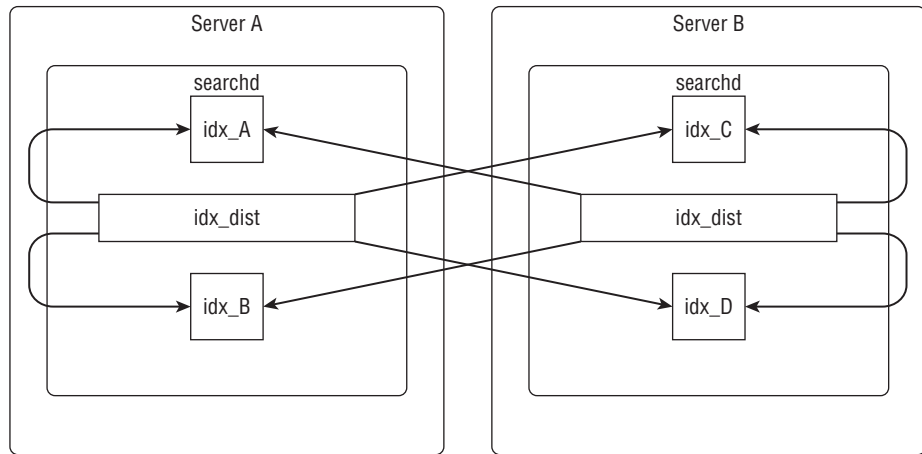 Server A
Server B
searchd
searchd
idx_A
idx_C
idx_dist
idx_dist
idx_B
idx_D